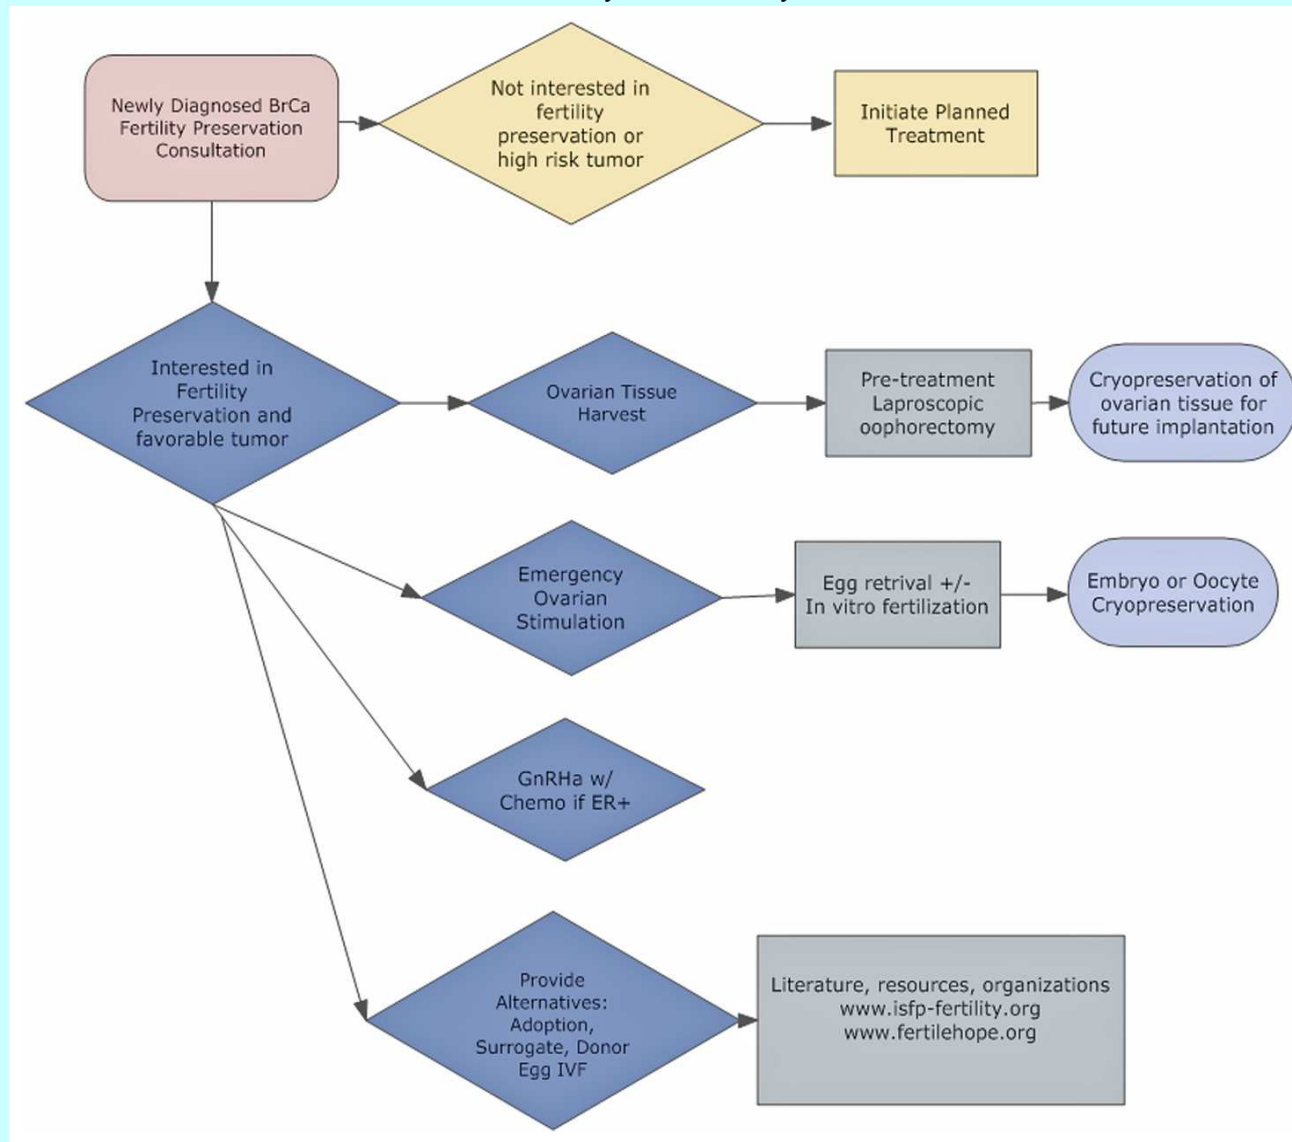 Newly Diagnosed BrCa
Fertility Preservation
Consultation
Not interested in
fertility
preservation or
high risk tumor
Initiate Planned
Treatment
Interested in
Fertility
Preservation and
favorable tumor
Ovarian Tissue
Harvest
Pre-treatment
Laproscopic
oophorectomy
Cryopreservation of
ovarian tissue for
future implantation
Emergency
Ovarian
Stimulation
Egg retrival +/-
In vitro fertilization
Embryo or Oocyte
Cryopreservation
GnRHa w/
Chemo if ER+
Provide
Alternatives:
Adoption,
Surrogate, Donor
Egg IVF
Literature, resources, organizations
www.isfp-fertility.org
www.fertilehope.org